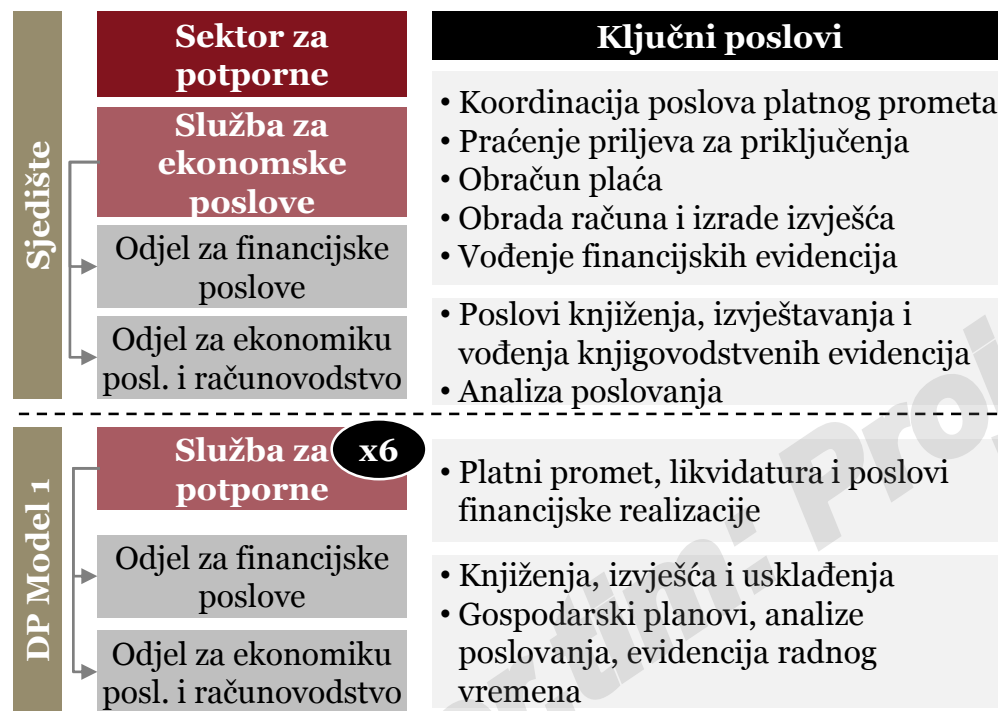 Sjedište
Sektor za
potporne
Služba za
ekonomske
poslove
Odjel za financijske
poslove
Odjel za ekonomiku
posl. i računovodstvo
Ključni poslovi
• Koordinacija poslova platnog prometa
• Praćenje priljeva za priključenja
• Obračun plaća
• Obrada računa i izrade izvješća
• Vođenje financijskih evidencija
• Poslovi knjiženja, izvještavanja i
vođenja knjigovodstvenih evidencija
• Analiza poslovanja
DP Model 1
Služba za
potporne
x6
Odjel za financijske
poslove
Odjel za ekonomiku
posl. i računovodstvo
• Platni promet, likvidatura i poslovi
financijske realizacije
• Knjiženja, izvješća i usklađenja
• Gospodarski planovi, analize
poslovanja, evidencija radnog
vremena